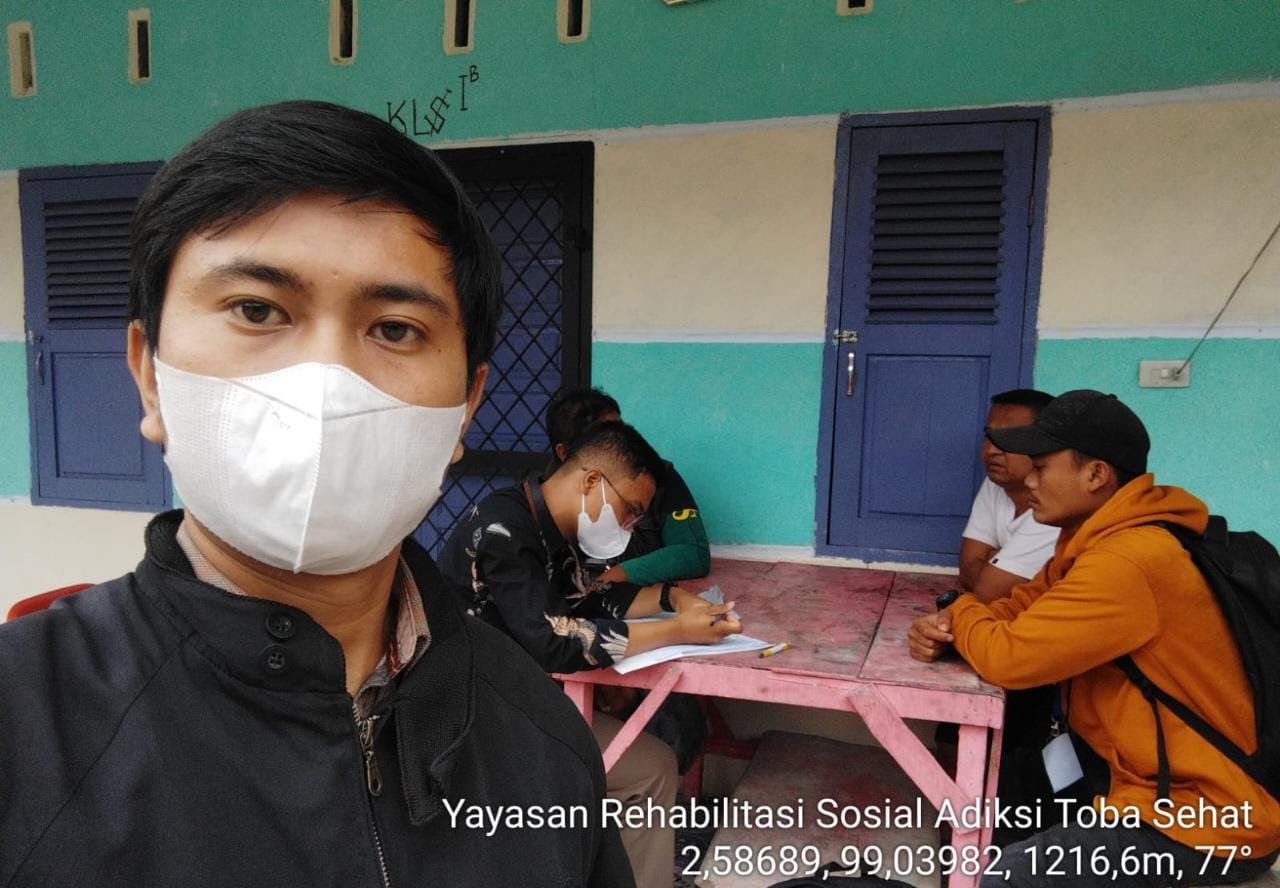 Yayasan Rehabilitasi Sosial Adiksi Toba Sehat
2,58689, 99,03982, 1216,6m, 77°